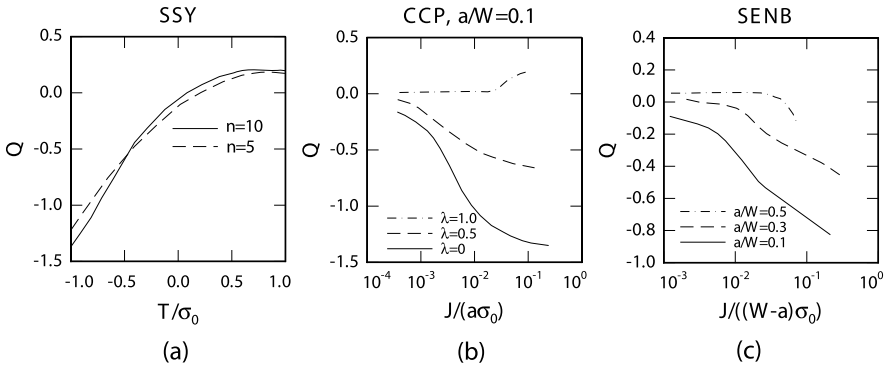 SSY
0.5
0.0
-0.5
-1.0
-1.5
Q
n=10
n=5
-1.0 -0.5 0.0 0.5 1.0
T/σ₀
(a)
CCP, a/W=0.1
0.5
0.0
-0.5
-1.0
-1.5
Q
λ=1.0
λ=0.5
λ=0
10⁻⁴ 10⁻³ 10⁻² 10⁻¹ 10⁰
J/(aσ₀)
(b)
SENB
0.4
0.2
0.0
-0.2
-0.4
-0.6
-0.8
-1.0
Q
a/W=0.5
a/W=0.3
a/W=0.1
10⁻³ 10⁻² 10⁻¹ 10⁰
J/((W-a)σ₀)
(c)